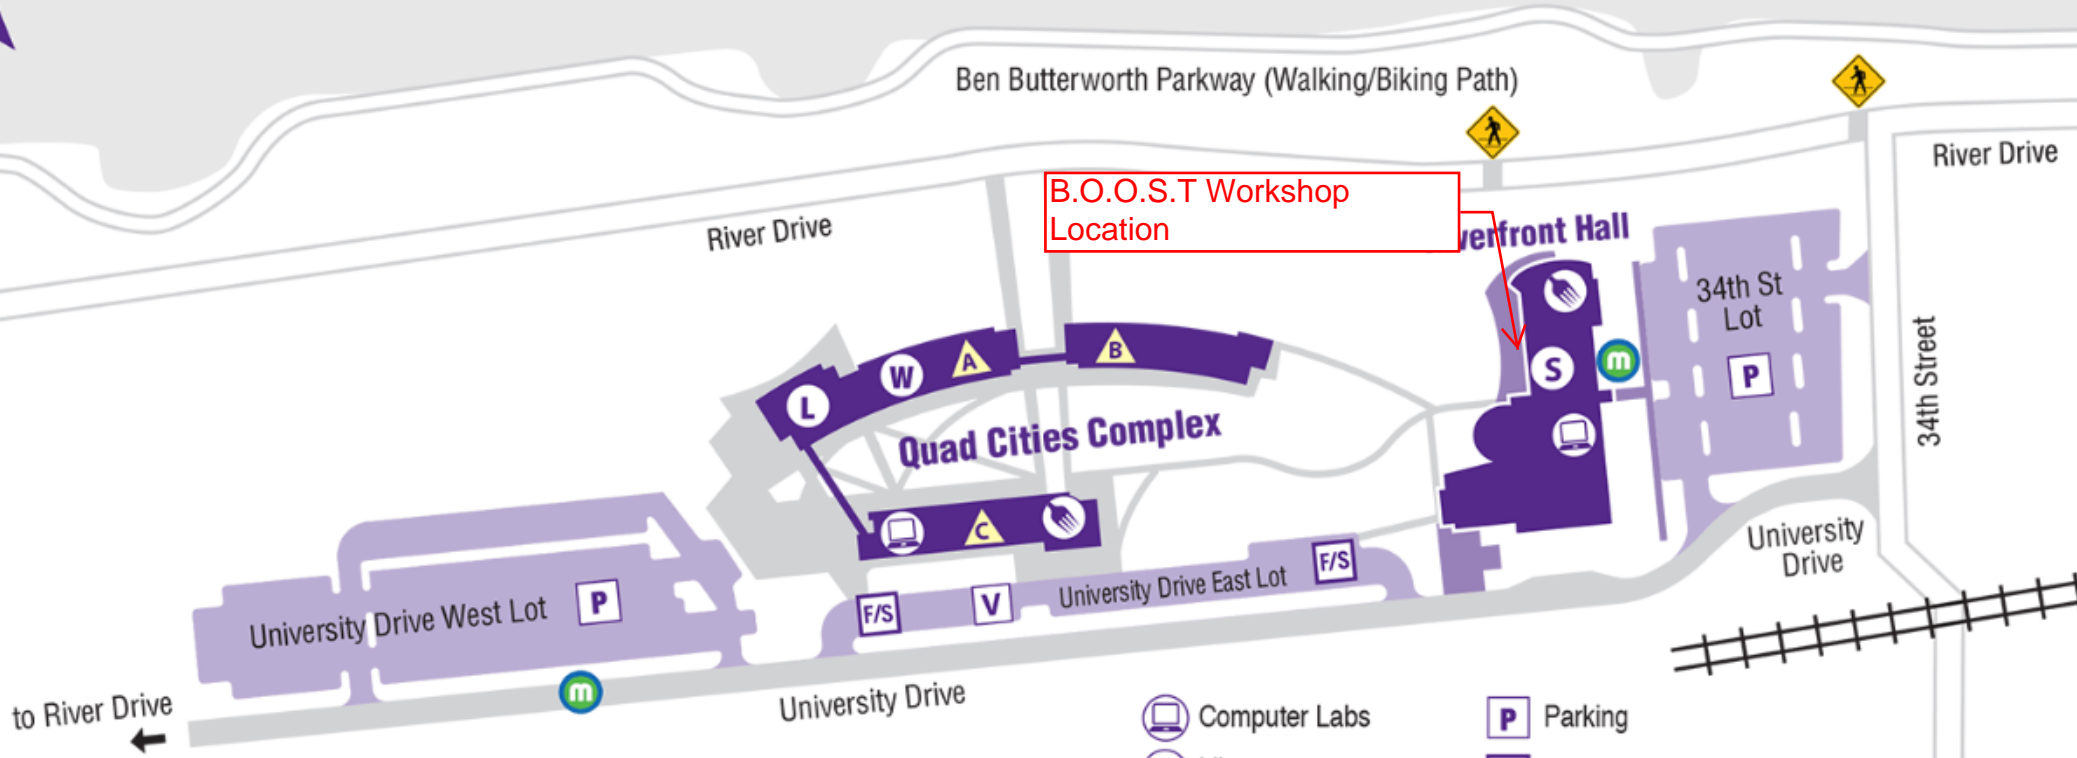 Ben Butterworth Parkway (Walking/Biking Path)
River Drive
B.O.O.S.T Workshop
Location
River Drive
verfront Hall
34th St
Lot
P
34th Street
S
m
L
W
A
B
Quad Cities Complex
C
University Drive West Lot
P
F/S
V
University Drive East Lot
F/S
University
Drive
m
to River Drive
University Drive
Computer Labs
P
Parking